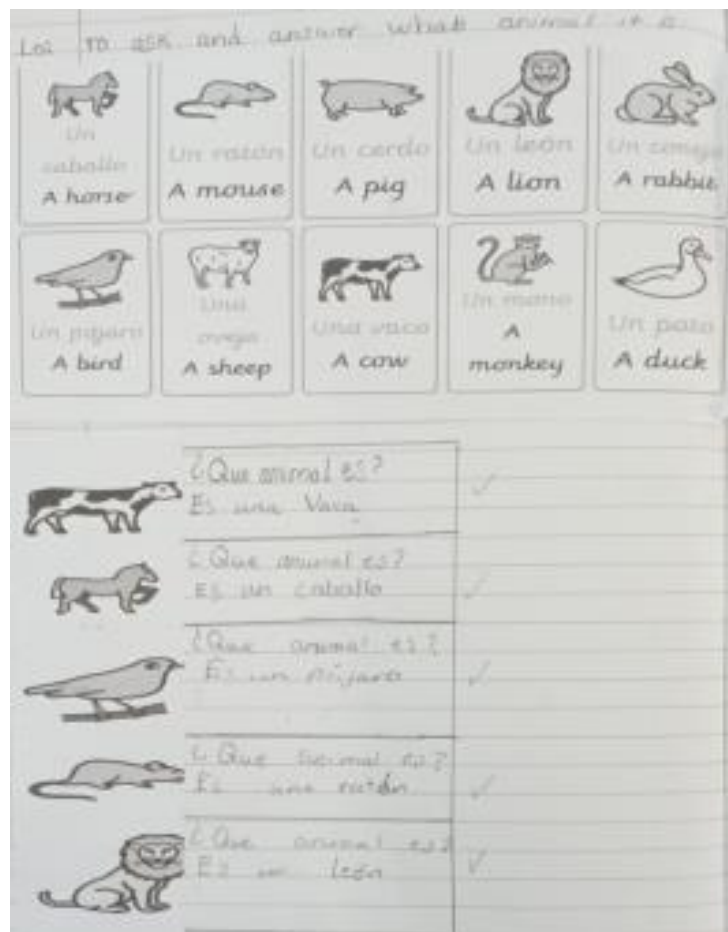 Lo: to ask and answer what animal it is
Un
caballo
A horse
Un ratón
A mouse
Un cerdo
A pig
Un león
A lion
Un conejo
A rabbit
Un pájaro
A bird
Una
oveja
A sheep
Una vaca
A cow
Un mono
A
monkey
Un pato
A duck
¿Que animal es?
Es una Vaca
¿Que animal es?
Es un caballo
¿Que animal es?
Es un pájaro
¿Que animal es?
Es una ratón
¿Que animal es?
Es un león